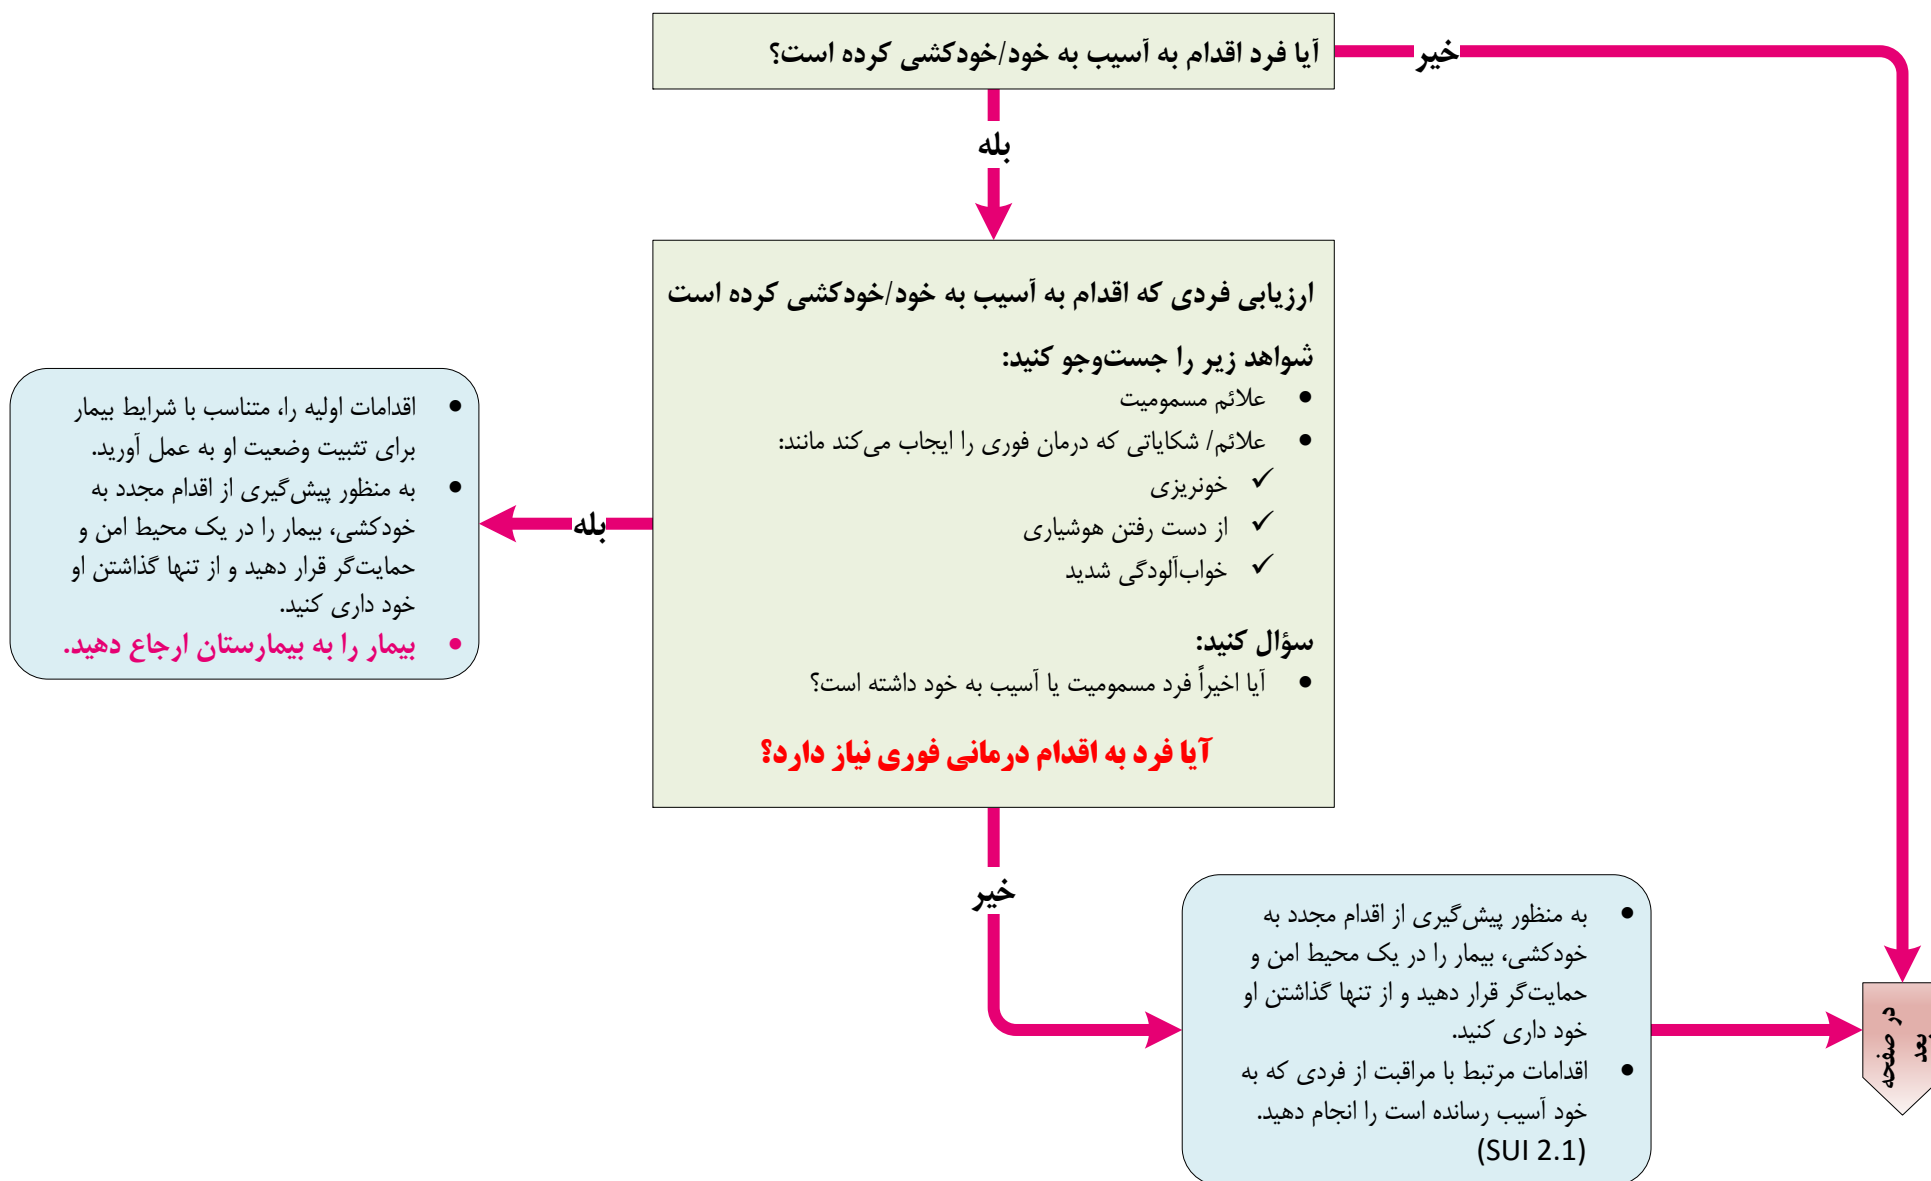 آیا فرد اقدام به آسیب به خود/خودکشی کرده است؟
خیر
بله
ارزیابی فردی که اقدام به آسیب به خود/خودکشی کرده است
شواهد زیر را جست‌وجو کنید:
• علائم مسمومیت
• علائم/ شکایاتی که درمان فوری را ایجاب می‌کند مانند:
✓ خونریزی
✓ از دست رفتن هوشیاری
✓ خواب‌آلودگی شدید
سؤال کنید:
• آیا اخیراً فرد مسمومیت یا آسیب به خود داشته است؟
آیا فرد به اقدام درمانی فوری نیاز دارد؟
بله
• اقدامات اولیه را، متناسب با شرایط بیمار
برای تثبیت وضعیت او به عمل آورید.
• به منظور پیش‌گیری از اقدام مجدد به
خودکشی، بیمار را در یک محیط امن و
حمایت‌گر قرار دهید و از تنها گذاشتن او
خود داری کنید.
• بیمار را به بیمارستان ارجاع دهید.
خیر
• به منظور پیش‌گیری از اقدام مجدد به
خودکشی، بیمار را در یک محیط امن و
حمایت‌گر قرار دهید و از تنها گذاشتن او
خود داری کنید.
• اقدامات مرتبط با مراقبت از فردی که به
خود آسیب رسانده است را انجام دهید.
(SUI 2.1)
در صفحه
بعد